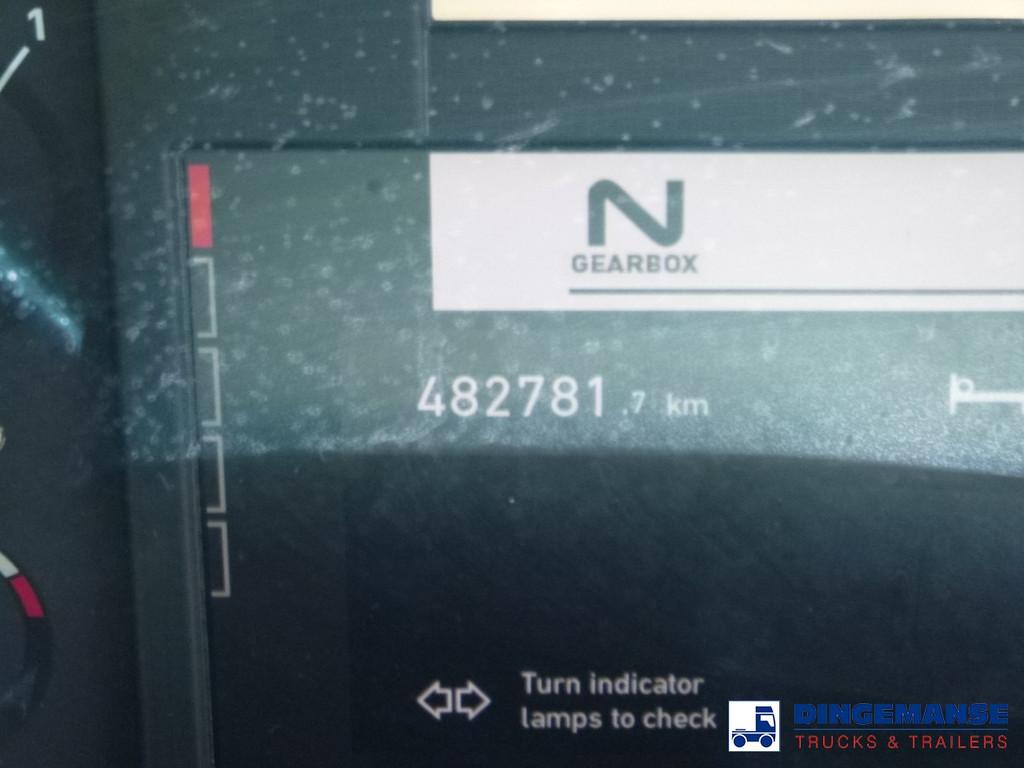 1
N
GEARBOX
482781.7 km
Turn indicator
lamps to check
DINGEMANSE
TRUCKS & TRAILERS